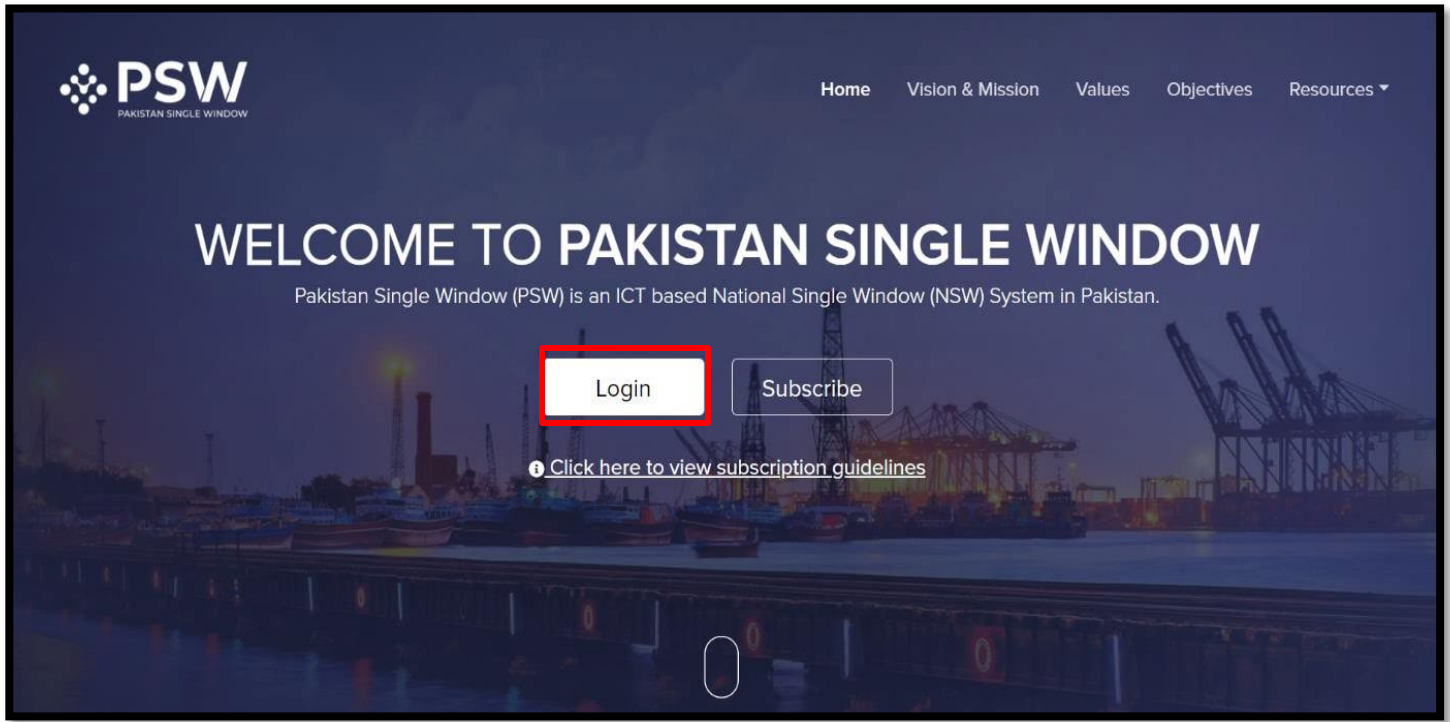 PSW
PAKISTAN SINGLE WINDOW
Home Vision & Mission Values Objectives Resources
WELCOME TO PAKISTAN SINGLE WINDOW
Pakistan Single Window (PSW) is an ICT based National Single Window (NSW) System in Pakistan.
Login Subscribe
Click here to view subscription guidelines